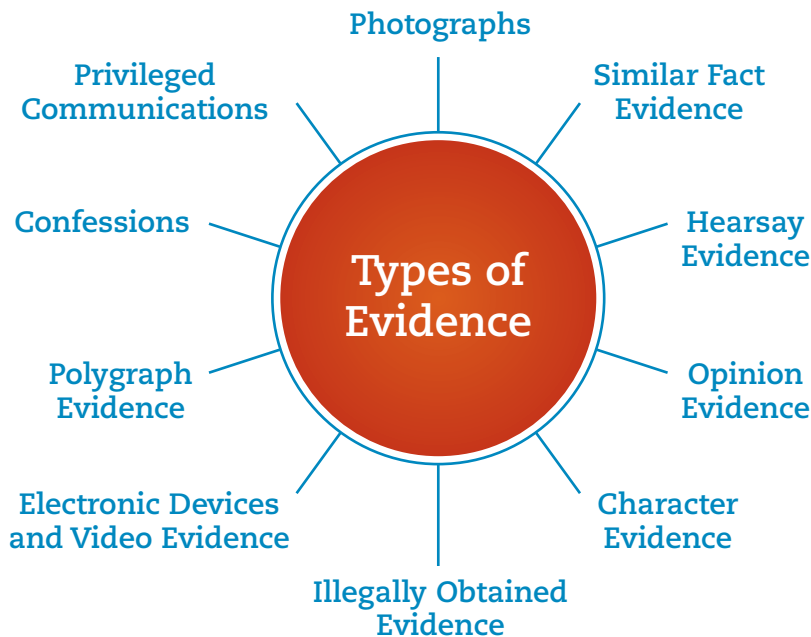 Photographs
Privileged
Communications
Similar Fact
Evidence
Confessions
Hearsay
Evidence
Types of
Evidence
Polygraph
Evidence
Opinion
Evidence
Electronic Devices
and Video Evidence
Character
Evidence
Illegally Obtained
Evidence